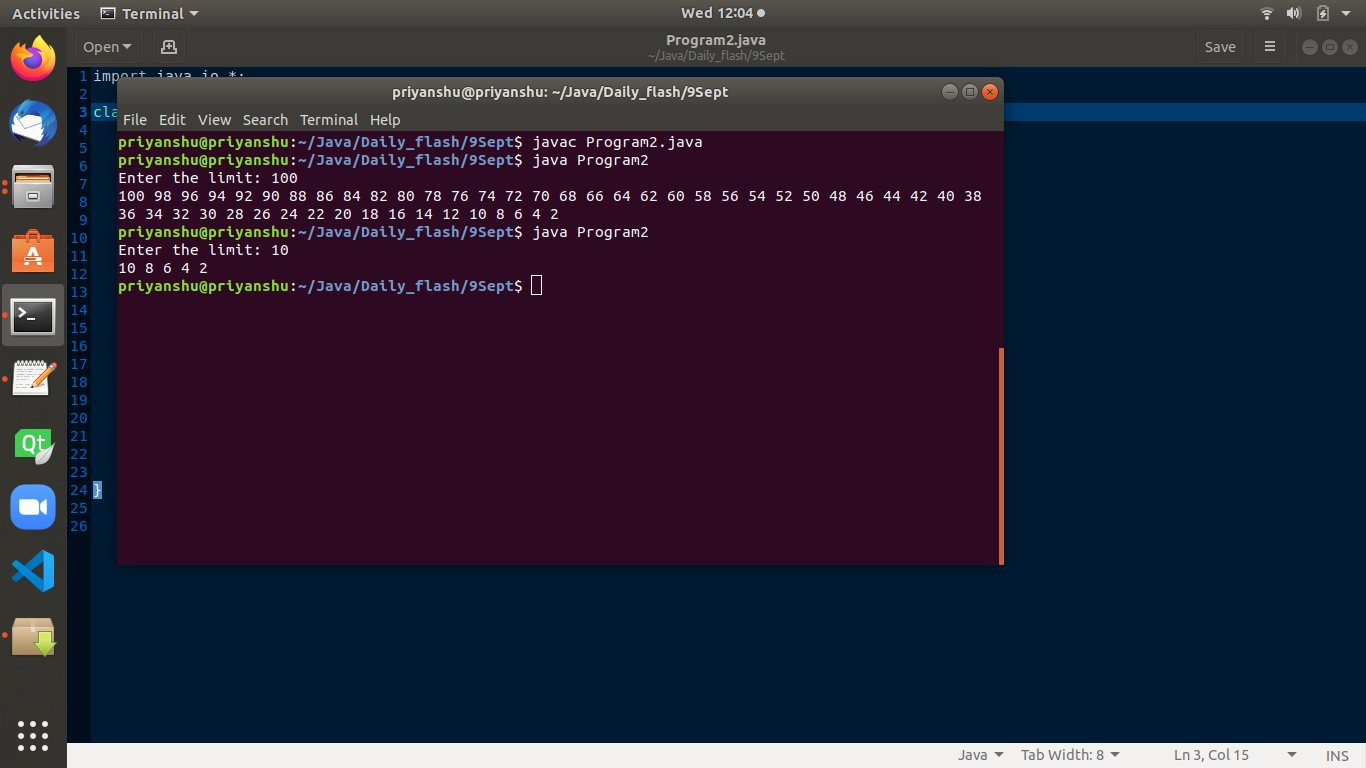 Activities Terminal Wed 12:04
Open Program2.java Save
~/Java/Daily_flash/9Sept
1 import java.io.*;
2
priyanshu@priyanshu: ~/Java/Daily_flash/9Sept
3 cla
File Edit View Search Terminal Help
4
5 priyanshu@priyanshu:~/Java/Daily_flash/9Sept$ javac Program2.java
6 priyanshu@priyanshu:~/Java/Daily_flash/9Sept$ java Program2
7 Enter the limit: 100
8 100 98 96 94 92 90 88 86 84 82 80 78 76 74 72 70 68 66 64 62 60 58 56 54 52 50 48 46 44 42 40 38
9 36 34 32 30 28 26 24 22 20 18 16 14 12 10 8 6 4 2
10 priyanshu@priyanshu:~/Java/Daily_flash/9Sept$ java Program2
11 Enter the limit: 10
12 10 8 6 4 2
13 priyanshu@priyanshu:~/Java/Daily_flash/9Sept$
14
15
16
17
18
19
20
21
Qt
22
23
24 }
25
26
Java Tab Width: 8 Ln 3, Col 15 INS